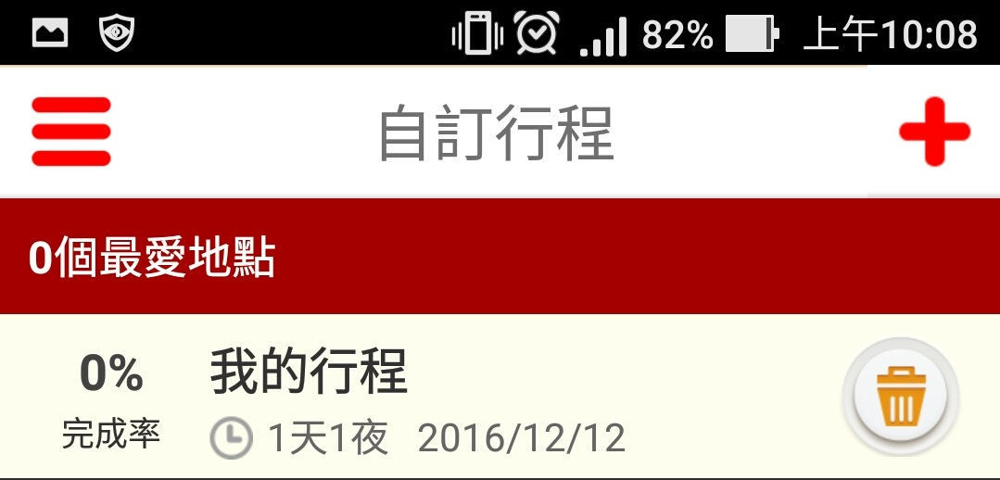 82% 上午10:08
自訂行程
0個最愛地點
0% 我的行程
完成率 1天1夜 2016/12/12